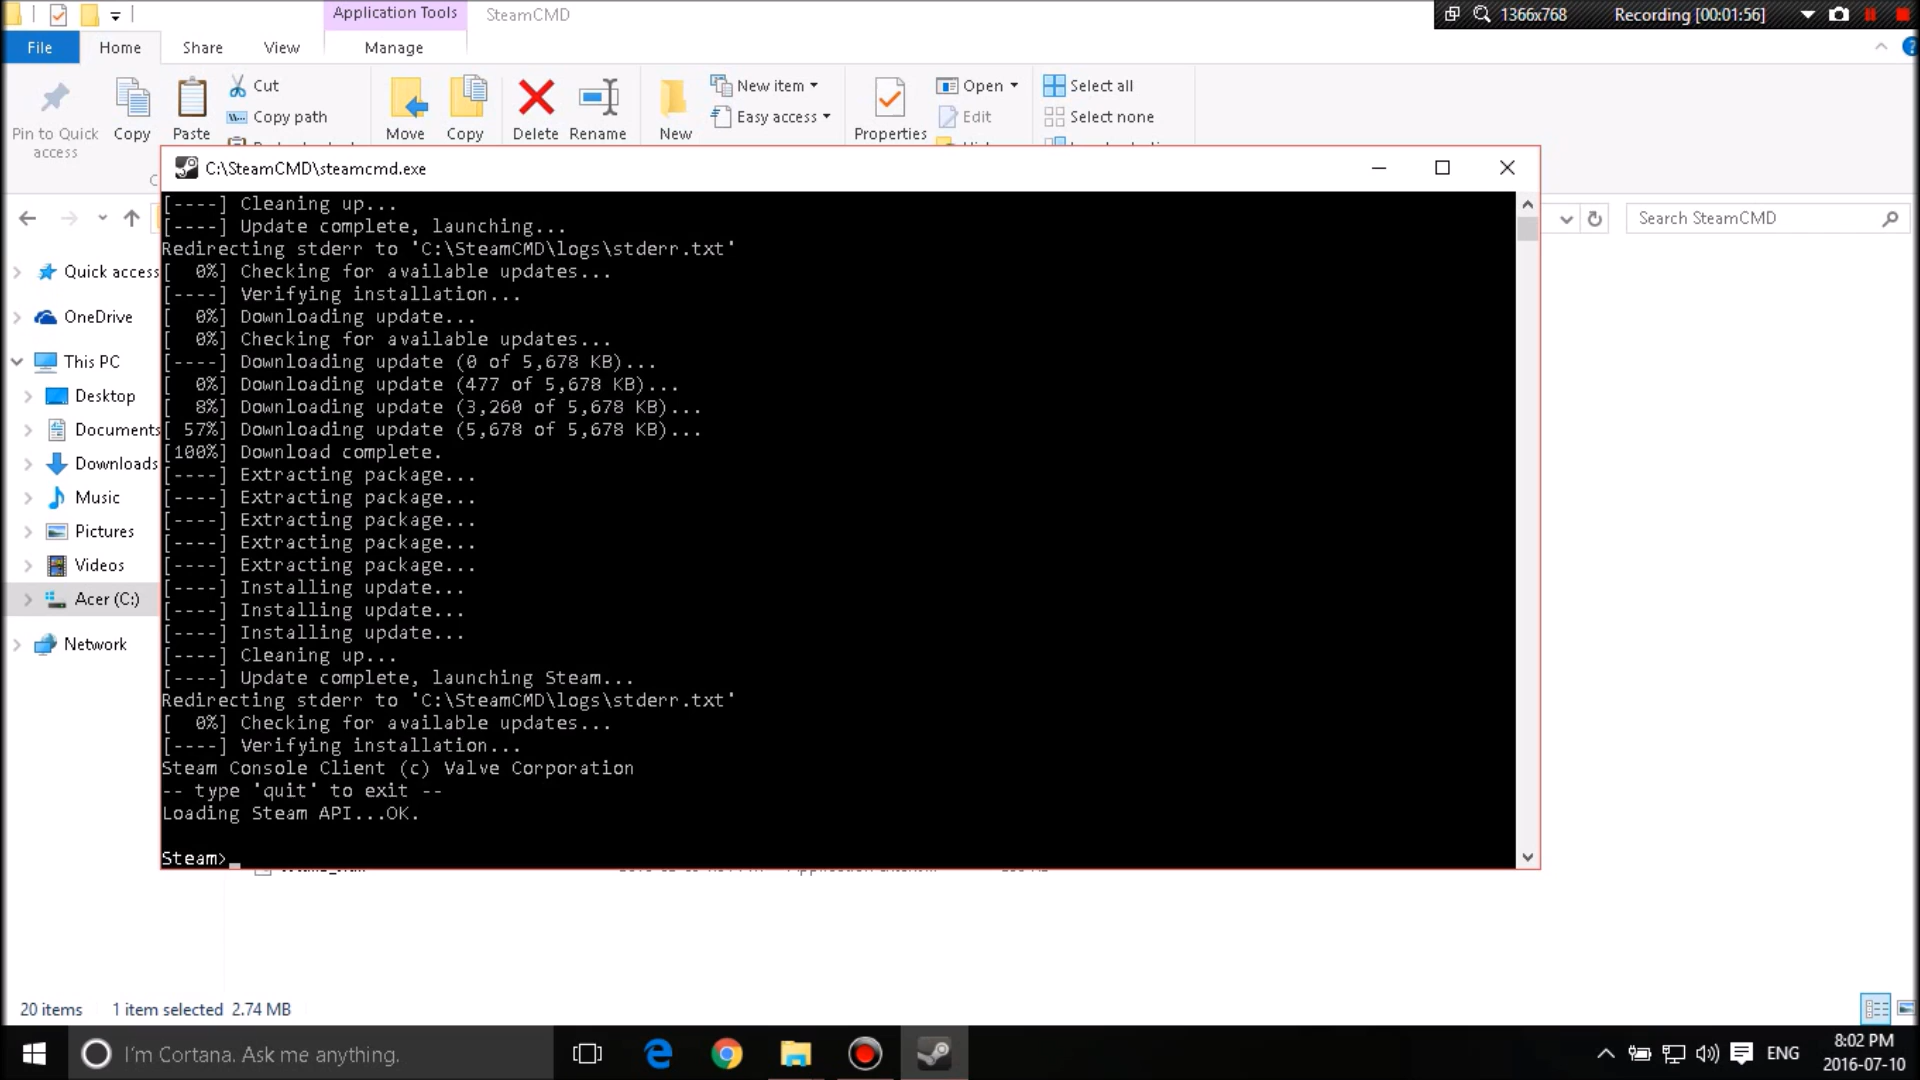 Application Tools SteamCMD 1366x768 Recording [00:01:56]
File Home Share View Manage
Pin to Quick access
Copy
Paste
Cut
Copy path
Move
Copy
Delete
Rename
New
New item
Easy access
Properties
Open
Edit
Select all
Select none
C:\SteamCMD\steamcmd.exe
Search SteamCMD
Quick access
OneDrive
This PC
Desktop
Documents
Downloads
Music
Pictures
Videos
Acer (C:)
Network
[----] Cleaning up...
[----] Update complete, launching...
Redirecting stderr to 'C:\SteamCMD\logs\stderr.txt'
[  0%] Checking for available updates...
[----] Verifying installation...
[  0%] Downloading update...
[  0%] Checking for available updates...
[----] Downloading update (0 of 5,678 KB)...
[  0%] Downloading update (477 of 5,678 KB)...
[  8%] Downloading update (3,260 of 5,678 KB)...
[ 57%] Downloading update (5,678 of 5,678 KB)...
[100%] Download complete.
[----] Extracting package...
[----] Extracting package...
[----] Extracting package...
[----] Extracting package...
[----] Extracting package...
[----] Installing update...
[----] Installing update...
[----] Installing update...
[----] Cleaning up...
[----] Update complete, launching Steam...
Redirecting stderr to 'C:\SteamCMD\logs\stderr.txt'
[  0%] Checking for available updates...
[----] Verifying installation...
Steam Console Client (c) Valve Corporation
-- type 'quit' to exit --
Loading Steam API...OK.
Steam>_
20 items 1 item selected 2.74 MB
I'm Cortana. Ask me anything.
ENG
8:02 PM
2016-07-10